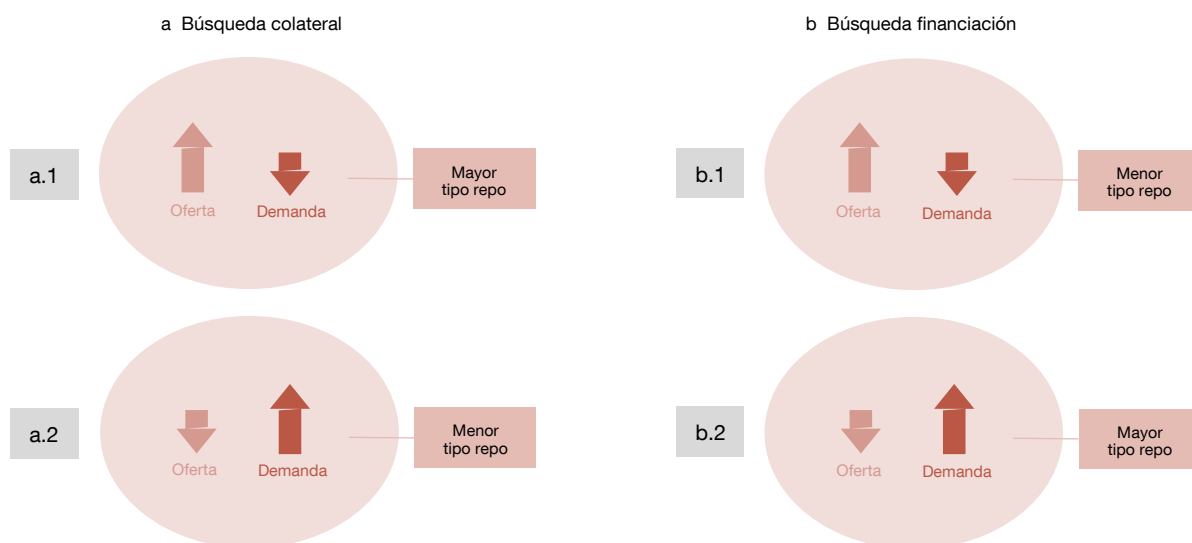 a Búsqueda colateral
a.1
Oferta
Demanda
Mayor
tipo repo
a.2
Oferta
Demanda
Menor
tipo repo
b Búsqueda financiación
b.1
Oferta
Demanda
Menor
tipo repo
b.2
Oferta
Demanda
Mayor
tipo repo